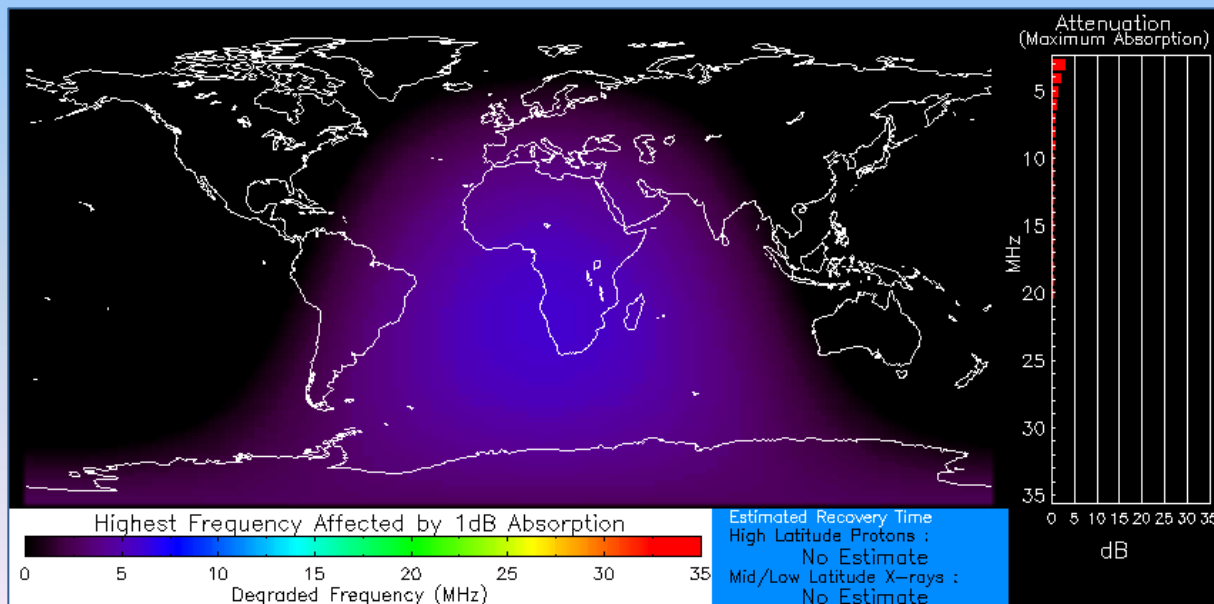 Attenuation
(Maximum Absorption)
5
10
15
20
25
30
35
MHz
0 5 10 15 20 25 30 35
dB
Highest Frequency Affected by 1dB Absorption
0 5 10 15 20 25 30 35
Degraded Frequency (MHz)
Estimated Recovery Time
High Latitude Protons :
No Estimate
Mid/Low Latitude X-rays :
No Estimate